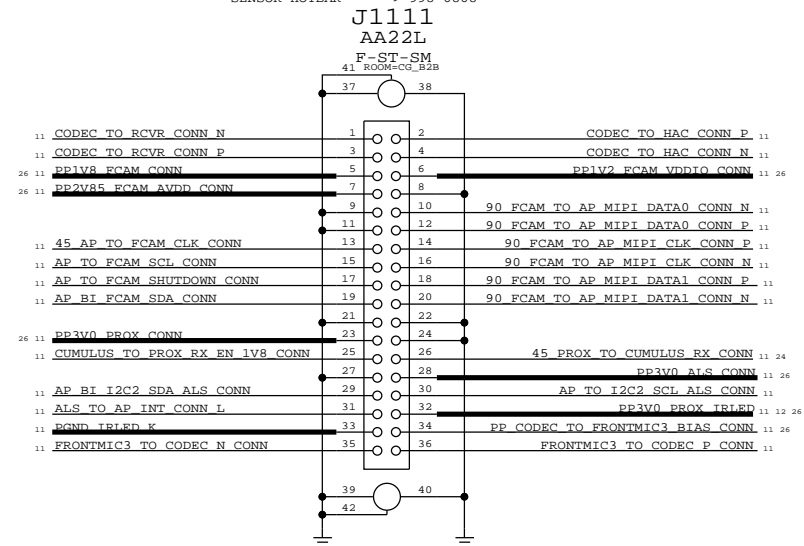 J1111
AA22L
F-ST-SM
41 ROOM=CG_B2B
37 38
11 CODEC_TO_RCVR_CONN_N 1 2 CODEC_TO_HAC_CONN_P 11
11 CODEC_TO_RCVR_CONN_P 3 4 CODEC_TO_HAC_CONN_N 11
26 11 PP1V8_FCAM_CONN 5 6 PP1V2_FCAM_VDDIO_CONN 11 26
26 11 PP2V85_FCAM_AVDD_CONN 7 8
9 10 90_FCAM_TO_AP_MIPI_DATA0_CONN_N 11
11 12 90_FCAM_TO_AP_MIPI_DATA0_CONN_P 11
11 45_AP_TO_FCAM_CLK_CONN 13 14 90_FCAM_TO_AP_MIPI_CLK_CONN_P 11
11 AP_TO_FCAM_SCL_CONN 15 16 90_FCAM_TO_AP_MIPI_CLK_CONN_N 11
11 AP_TO_FCAM_SHUTDOWN_CONN 17 18 90_FCAM_TO_AP_MIPI_DATA1_CONN_P 11
11 AP_BI_FCAM_SDA_CONN 19 20 90_FCAM_TO_AP_MIPI_DATA1_CONN_N 11
21 22
26 11 PP3V0_PROX_CONN 23 24
11 CUMULUS_TO_PROX_RX_EN_1V8_CONN 25 26 45_PROX_TO_CUMULUS_RX_CONN 11 24
27 28 PP3V0_ALS_CONN 11 26
11 AP_BI_I2C2_SDA_ALS_CONN 29 30 AP_TO_I2C2_SCL_ALS_CONN 11
11 ALS_TO_AP_INT_CONN_L 31 32 PP3V0_PROX_IRLED 11 12 26
11 PGND_IRLED_K 33 34 PP_CODEC_TO_FRONTMIC3_BIAS_CONN 11 26
11 FRONTMIC3_TO_CODEC_N_CONN 35 36 FRONTMIC3_TO_CODEC_P_CONN 11
39 40
42